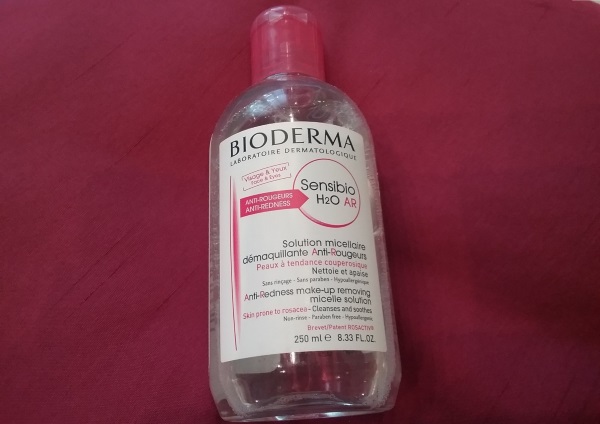 BIODERMA
LABORATOIRE DERMATOLOGIQUE
Visage & Yeux
Face & Eyes
ANTI-ROUGEURS
ANTI-REDNESS
Sensibio
H2O AR
Solution micellaire
démaquillante Anti-Rougeurs
Peaux à tendance couperosique
Nettoie et apaise
Sans rinçage - Sans paraben - Hypoallergénique
Anti-Redness make-up removing
micelle solution
Skin prone to rosacea - Cleanses and soothes
Non-rinse - Paraben free - Hypoallergenic
Brevet/Patent ROSACTIV®
250 ml e 8.33 FL.OZ.